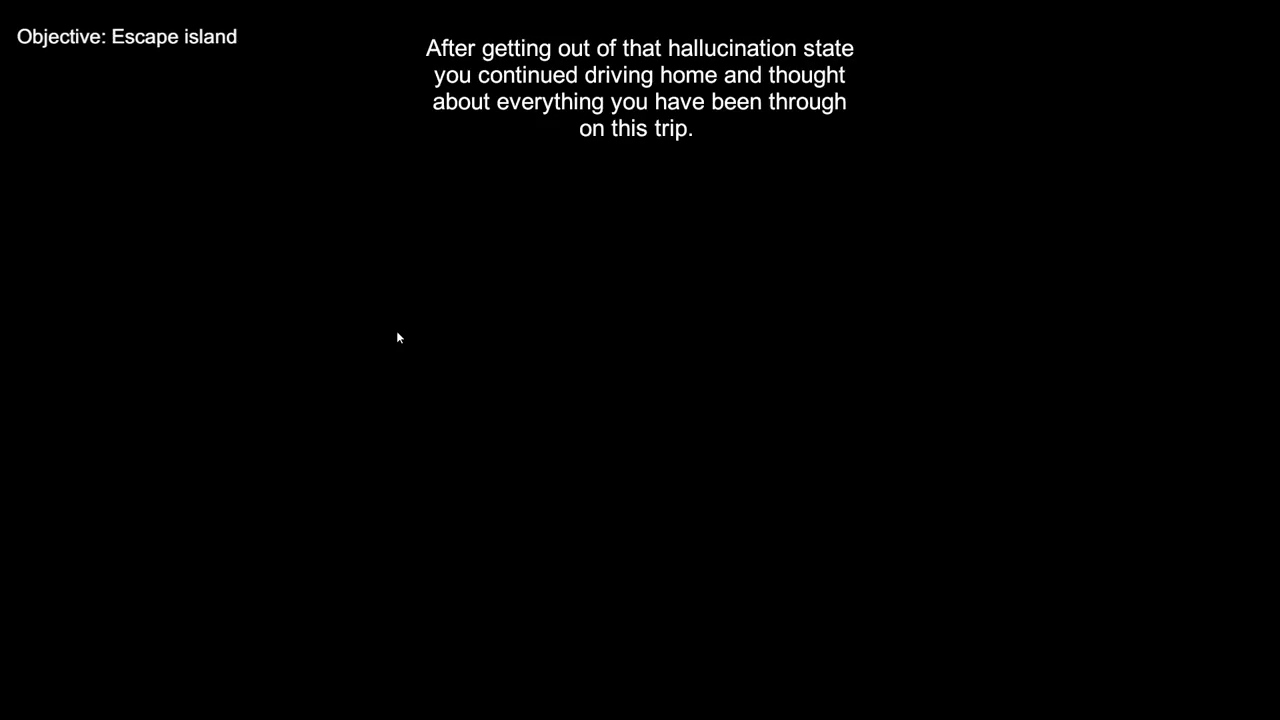 Objective: Escape island
After getting out of that hallucination state
you continued driving home and thought
about everything you have been through
on this trip.